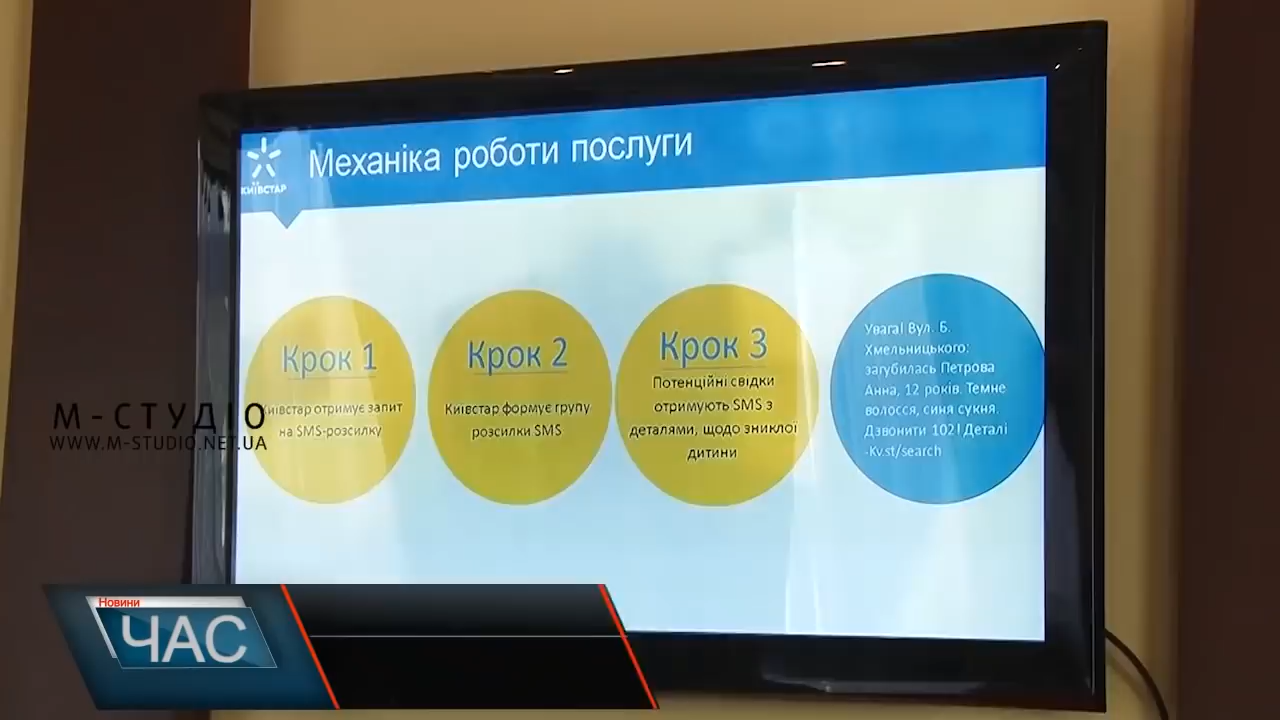 Механіка роботи послуги
КИЇВСТАР
Крок 1
Київстар отримує запит
на SMS-розсилку
Крок 2
Київстар формує групу
розсилки SMS
Крок 3
Потенційні свідки
отримують SMS з
деталями, щодо зниклої
дитини
Увага! Вул. Б.
Хмельницького:
загубилась Петрова
Анна, 12 років. Темне
волосся, синя сукня.
Дзвонити 102! Деталі
-Kv.st/search
М-СТУДІО
WWW.M-STUDIO.NET.UA
Новини
ЧАС